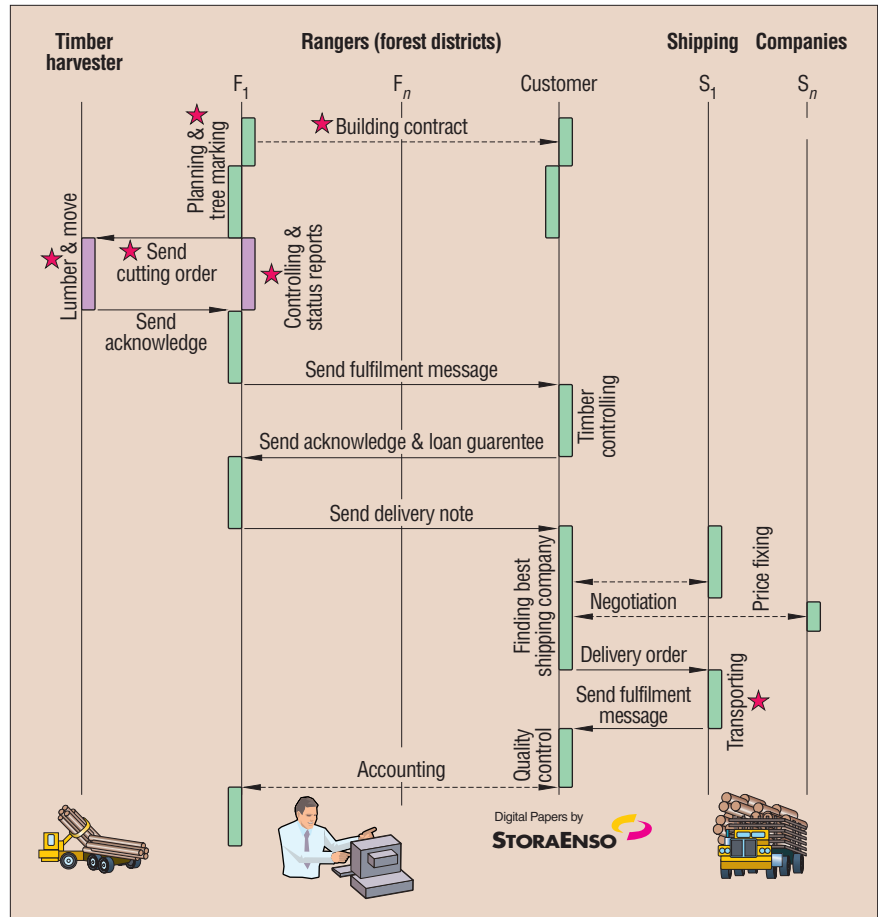 Timber
harvester
Rangers (forest districts)
Shipping
Companies
F1
Fn
Customer
S1
Sn
Planning &
tree marking
Building contract
Lumber & move
Send
cutting order
Controlling &
status reports
Send
acknowledge
Send fulfilment message
Timber
controlling
Send acknowledge & loan guarentee
Send delivery note
Finding best
shipping company
Price fixing
Negotiation
Delivery order
Send fulfilment
message
Transporting
Quality
control
Accounting
Digital Papers by
STORAENSO